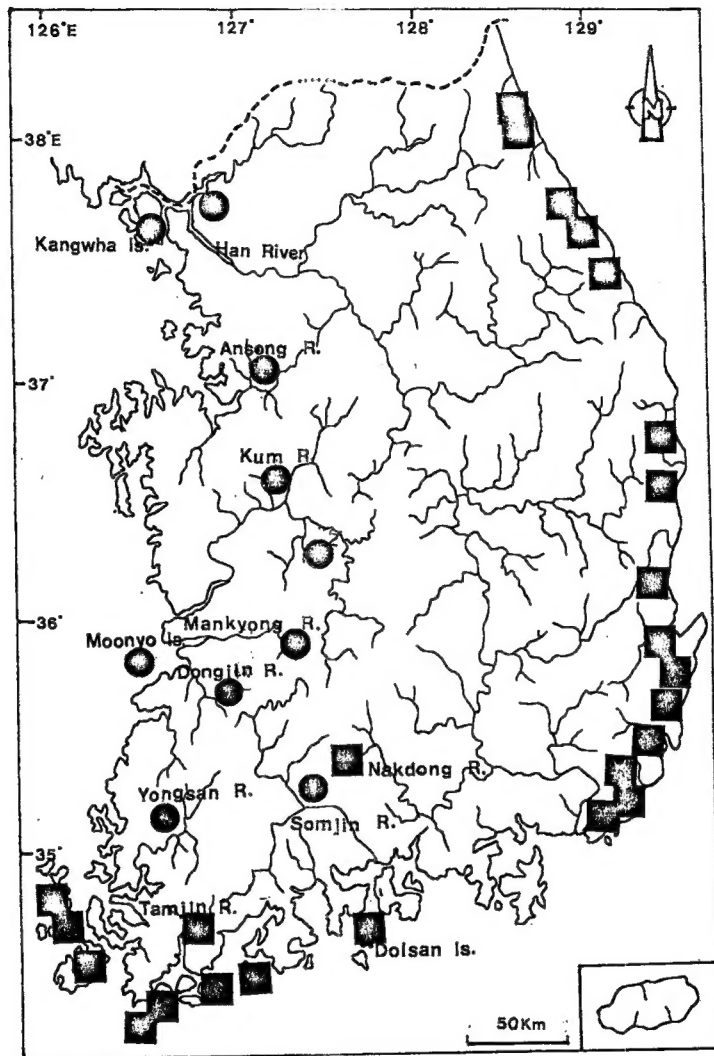 126°E
127°
128°
129°
N
38°E
Kangwha Is.
Han River
Ansong R.
37°
Kum R.
36°
Mankyong R.
Moonyo Is
Dongjin R.
Nakdong R.
Yongsan R.
Somjin R.
35°
Tamjin R.
Dolsan Is.
50Km